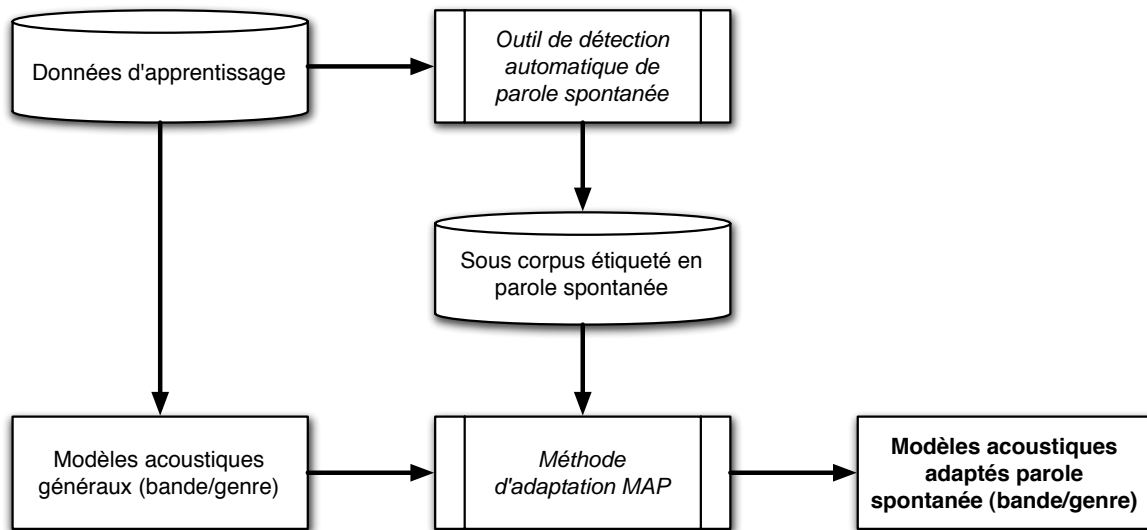 Données d'apprentissage
Outil de détection
automatique de
parole spontanée
Sous corpus étiqueté en
parole spontanée
Modèles acoustiques
généraux (bande/genre)
Méthode
d'adaptation MAP
Modèles acoustiques
adaptés parole
spontanée (bande/genre)